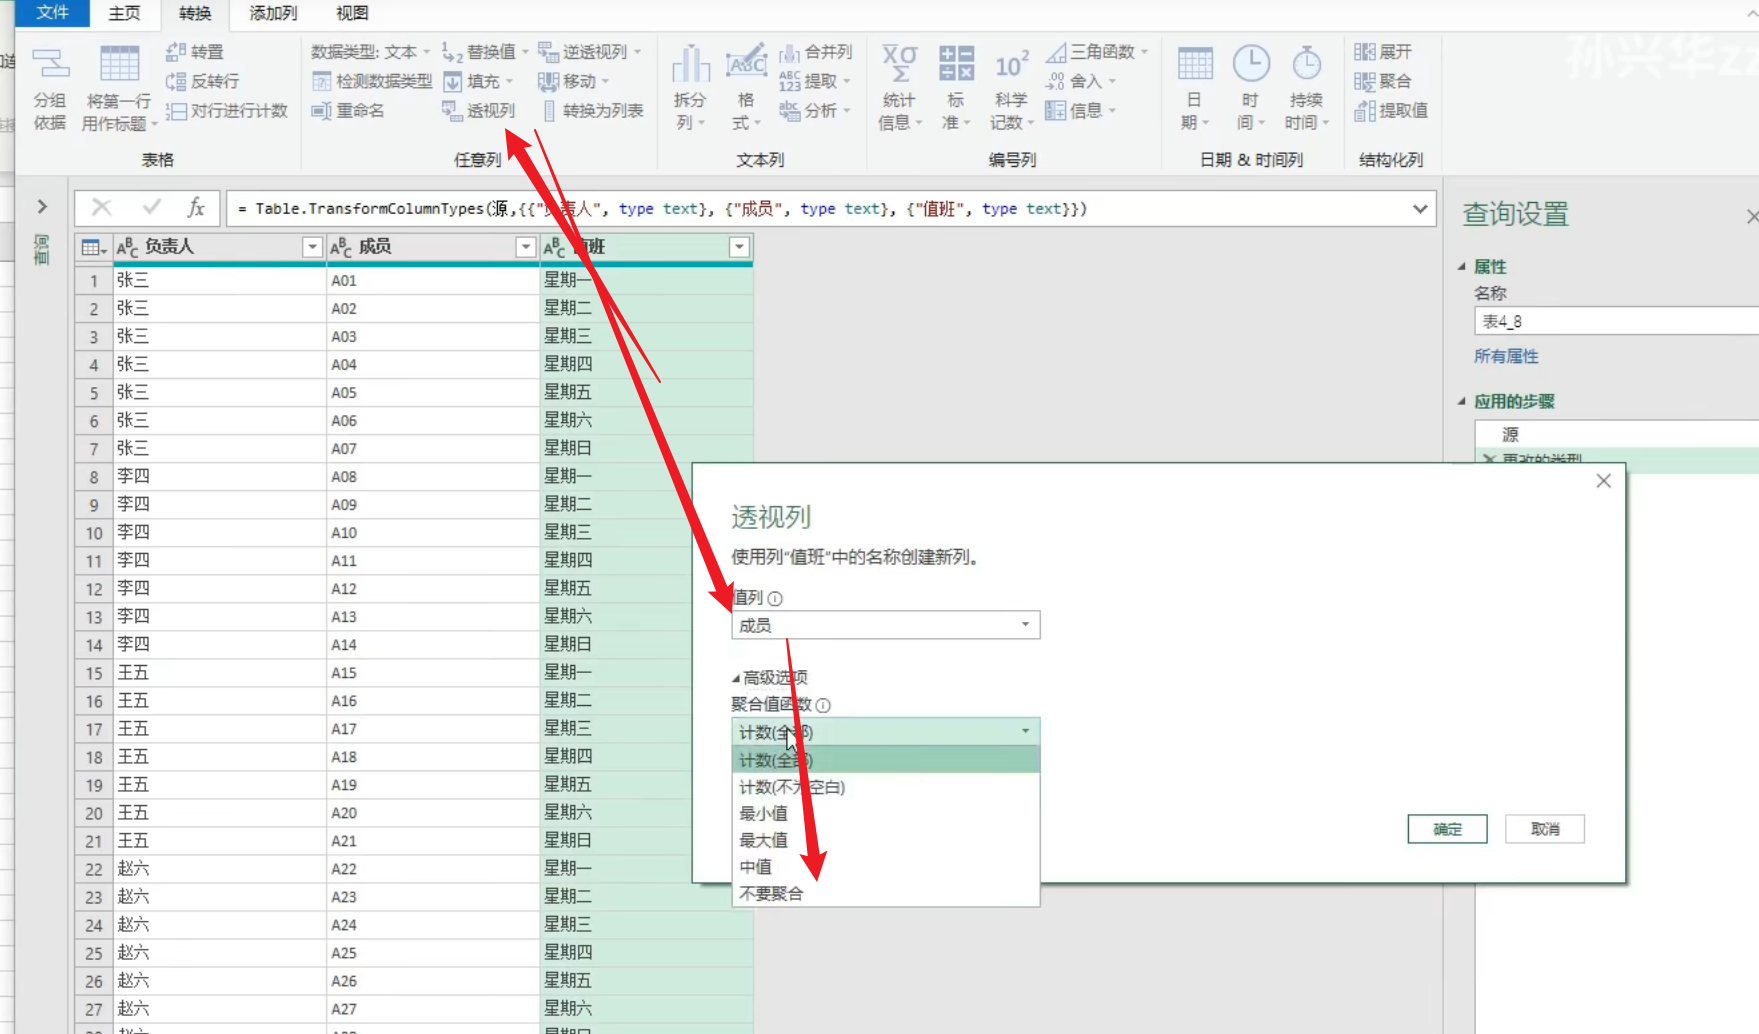 文件 主页 转换 添加列 视图
孙兴华zz
分组依据
将第一行用作标题
转置
反转行
对行进行计数
表格
数据类型: 文本
检测数据类型
重命名
替换值
填充
透视列
逆透视列
移动
转换为列表
任意列
拆分列
格式
合并列
提取
分析
文本列
统计信息
标准
科学记数
三角函数
舍入
信息
编号列
日期
时间
持续时间
日期 & 时间列
展开
聚合
提取值
结构化列
fx = Table.TransformColumnTypes(源,{{"负责人", type text}, {"成员", type text}, {"值班", type text}})
查询
负责人 成员 值班
1 张三 A01 星期一
2 张三 A02 星期二
3 张三 A03 星期三
4 张三 A04 星期四
5 张三 A05 星期五
6 张三 A06 星期六
7 张三 A07 星期日
8 李四 A08 星期一
9 李四 A09 星期二
10 李四 A10 星期三
11 李四 A11 星期四
12 李四 A12 星期五
13 李四 A13 星期六
14 李四 A14 星期日
15 王五 A15 星期一
16 王五 A16 星期二
17 王五 A17 星期三
18 王五 A18 星期四
19 王五 A19 星期五
20 王五 A20 星期六
21 王五 A21 星期日
22 赵六 A22 星期一
23 赵六 A23 星期二
24 赵六 A24 星期三
25 赵六 A25 星期四
26 赵六 A26 星期五
27 赵六 A27 星期六
查询设置
属性
名称
表4_8
所有属性
应用的步骤
源
更改的类型
透视列
使用列"值班"中的名称创建新列。
值列
成员
高级选项
聚合值函数
计数(全部)
计数(全部)
计数(不为空白)
最小值
最大值
中值
不要聚合
确定 取消